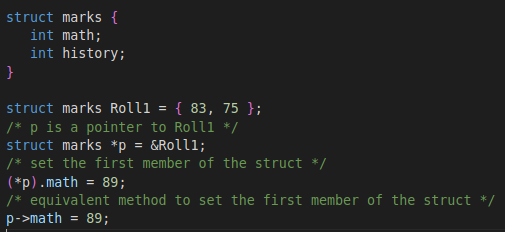 struct marks {
   int math;
   int history;
}

struct marks Roll1 = { 83, 75 };
/* p is a pointer to Roll1 */
struct marks *p = &Roll1;
/* set the first member of the struct */
(*p).math = 89;
/* equivalent method to set the first member of the struct */
p->math = 89;